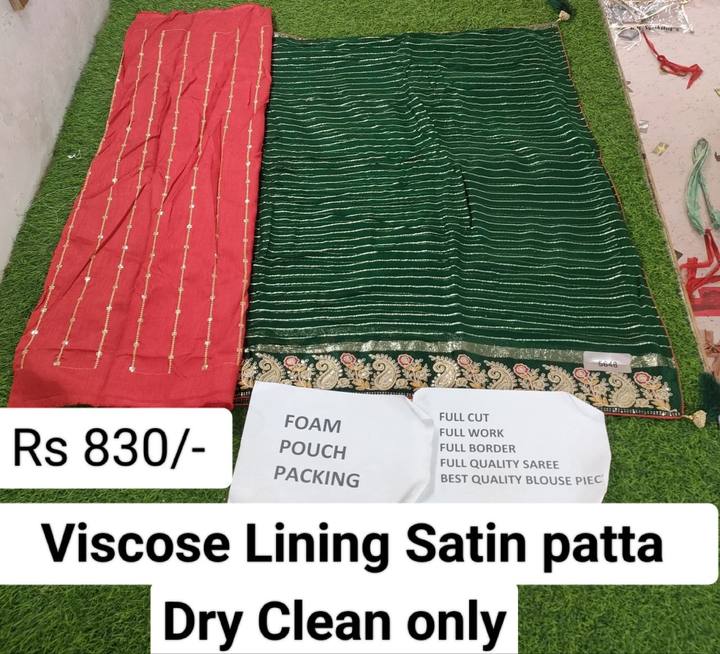 FOAM
POUCH
PACKING
FULL CUT
FULL WORK
FULL BORDER
FULL QUALITY SAREE
BEST QUALITY BLOUSE PIEC
Rs 830/-
Viscose Lining Satin patta
Dry Clean only